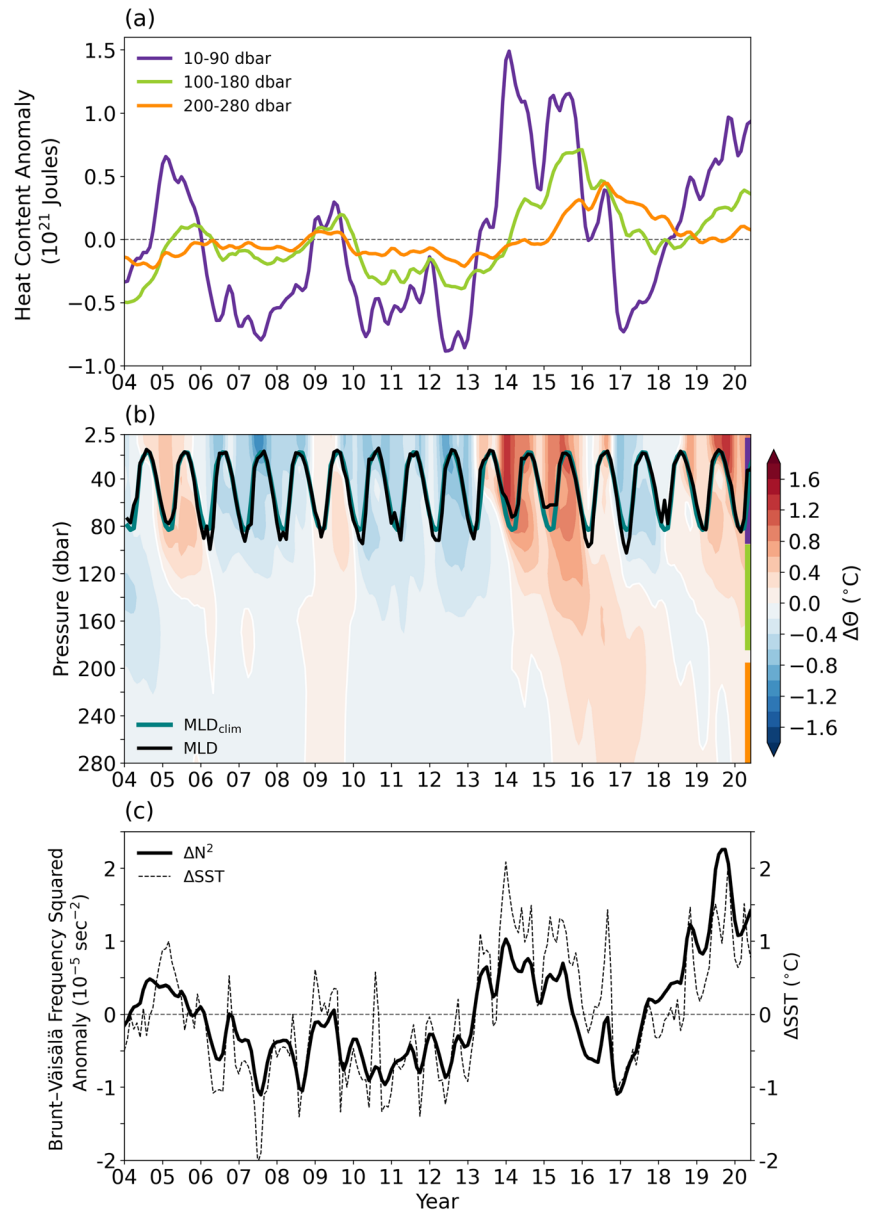 (a)
Heat Content Anomaly
(10²¹ Joules)
1.5
1.0
0.5
0.0
−0.5
−1.0
10-90 dbar
100-180 dbar
200-280 dbar
04 05 06 07 08 09 10 11 12 13 14 15 16 17 18 19 20
(b)
Pressure (dbar)
2.5
40
80
120
160
200
240
280
MLDclim
MLD
04 05 06 07 08 09 10 11 12 13 14 15 16 17 18 19 20
1.6
1.2
0.8
0.4
0.0
−0.4
−0.8
−1.2
−1.6
ΔΘ (°C)
(c)
Brunt–Väisälä Frequency Squared
Anomaly (10⁻⁵ sec⁻²)
2
1
0
-1
-2
ΔN²
ΔSST
2
1
0
-1
-2
ΔSST (°C)
04 05 06 07 08 09 10 11 12 13 14 15 16 17 18 19 20
Year